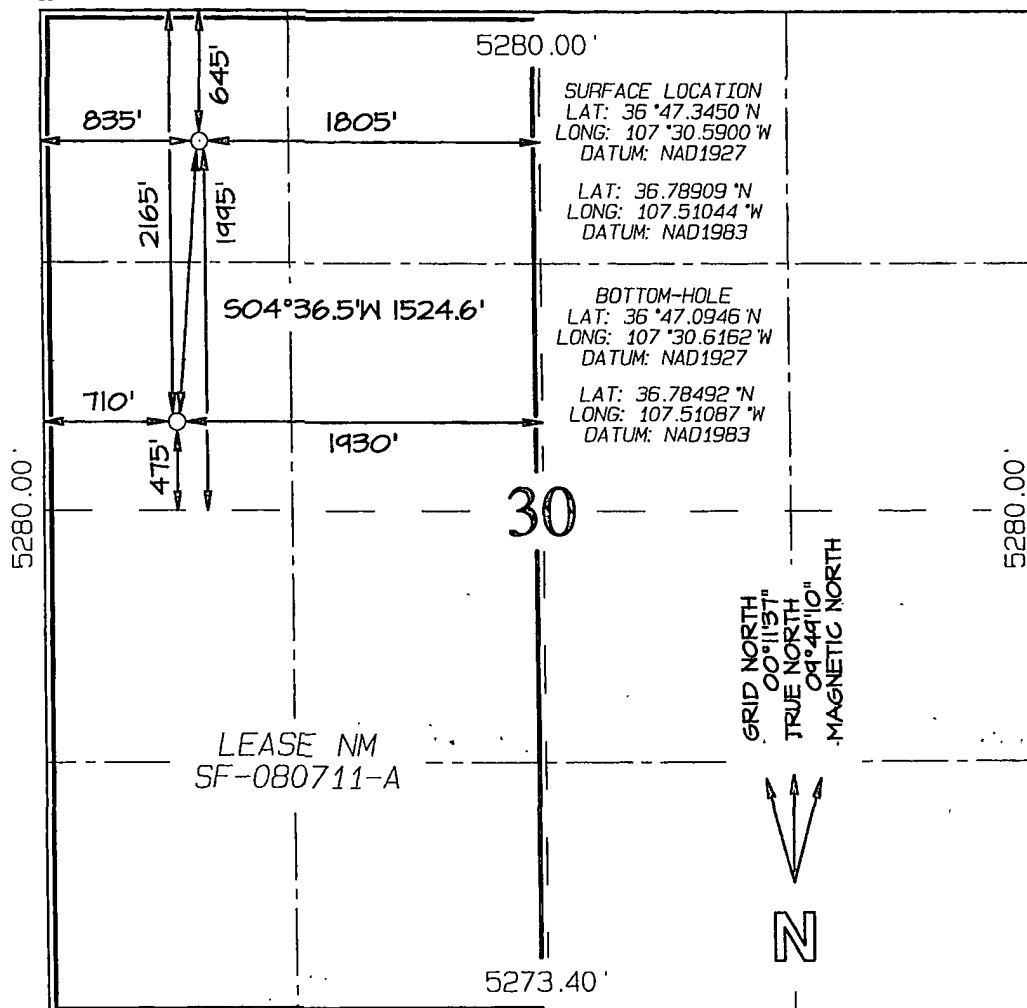 5280.00'
645'
835'
1805'
SURFACE LOCATION
LAT: 36°47.3450'N
LONG: 107°30.5900'W
DATUM: NAD1927
LAT: 36.78909°N
LONG: 107.51044°W
DATUM: NAD1983
2165'
1995'
S04°36.5'W 1524.6'
BOTTOM-HOLE
LAT: 36°47.0946'N
LONG: 107°30.6162'W
DATUM: NAD1927
LAT: 36.78492°N
LONG: 107.51087°W
DATUM: NAD1983
710'
1930'
475'
30
5280.00'
5280.00'
GRID NORTH
00°11'37"
TRUE NORTH
09°49'10"
MAGNETIC NORTH
LEASE NM
SF-080711-A
N
5273.40'